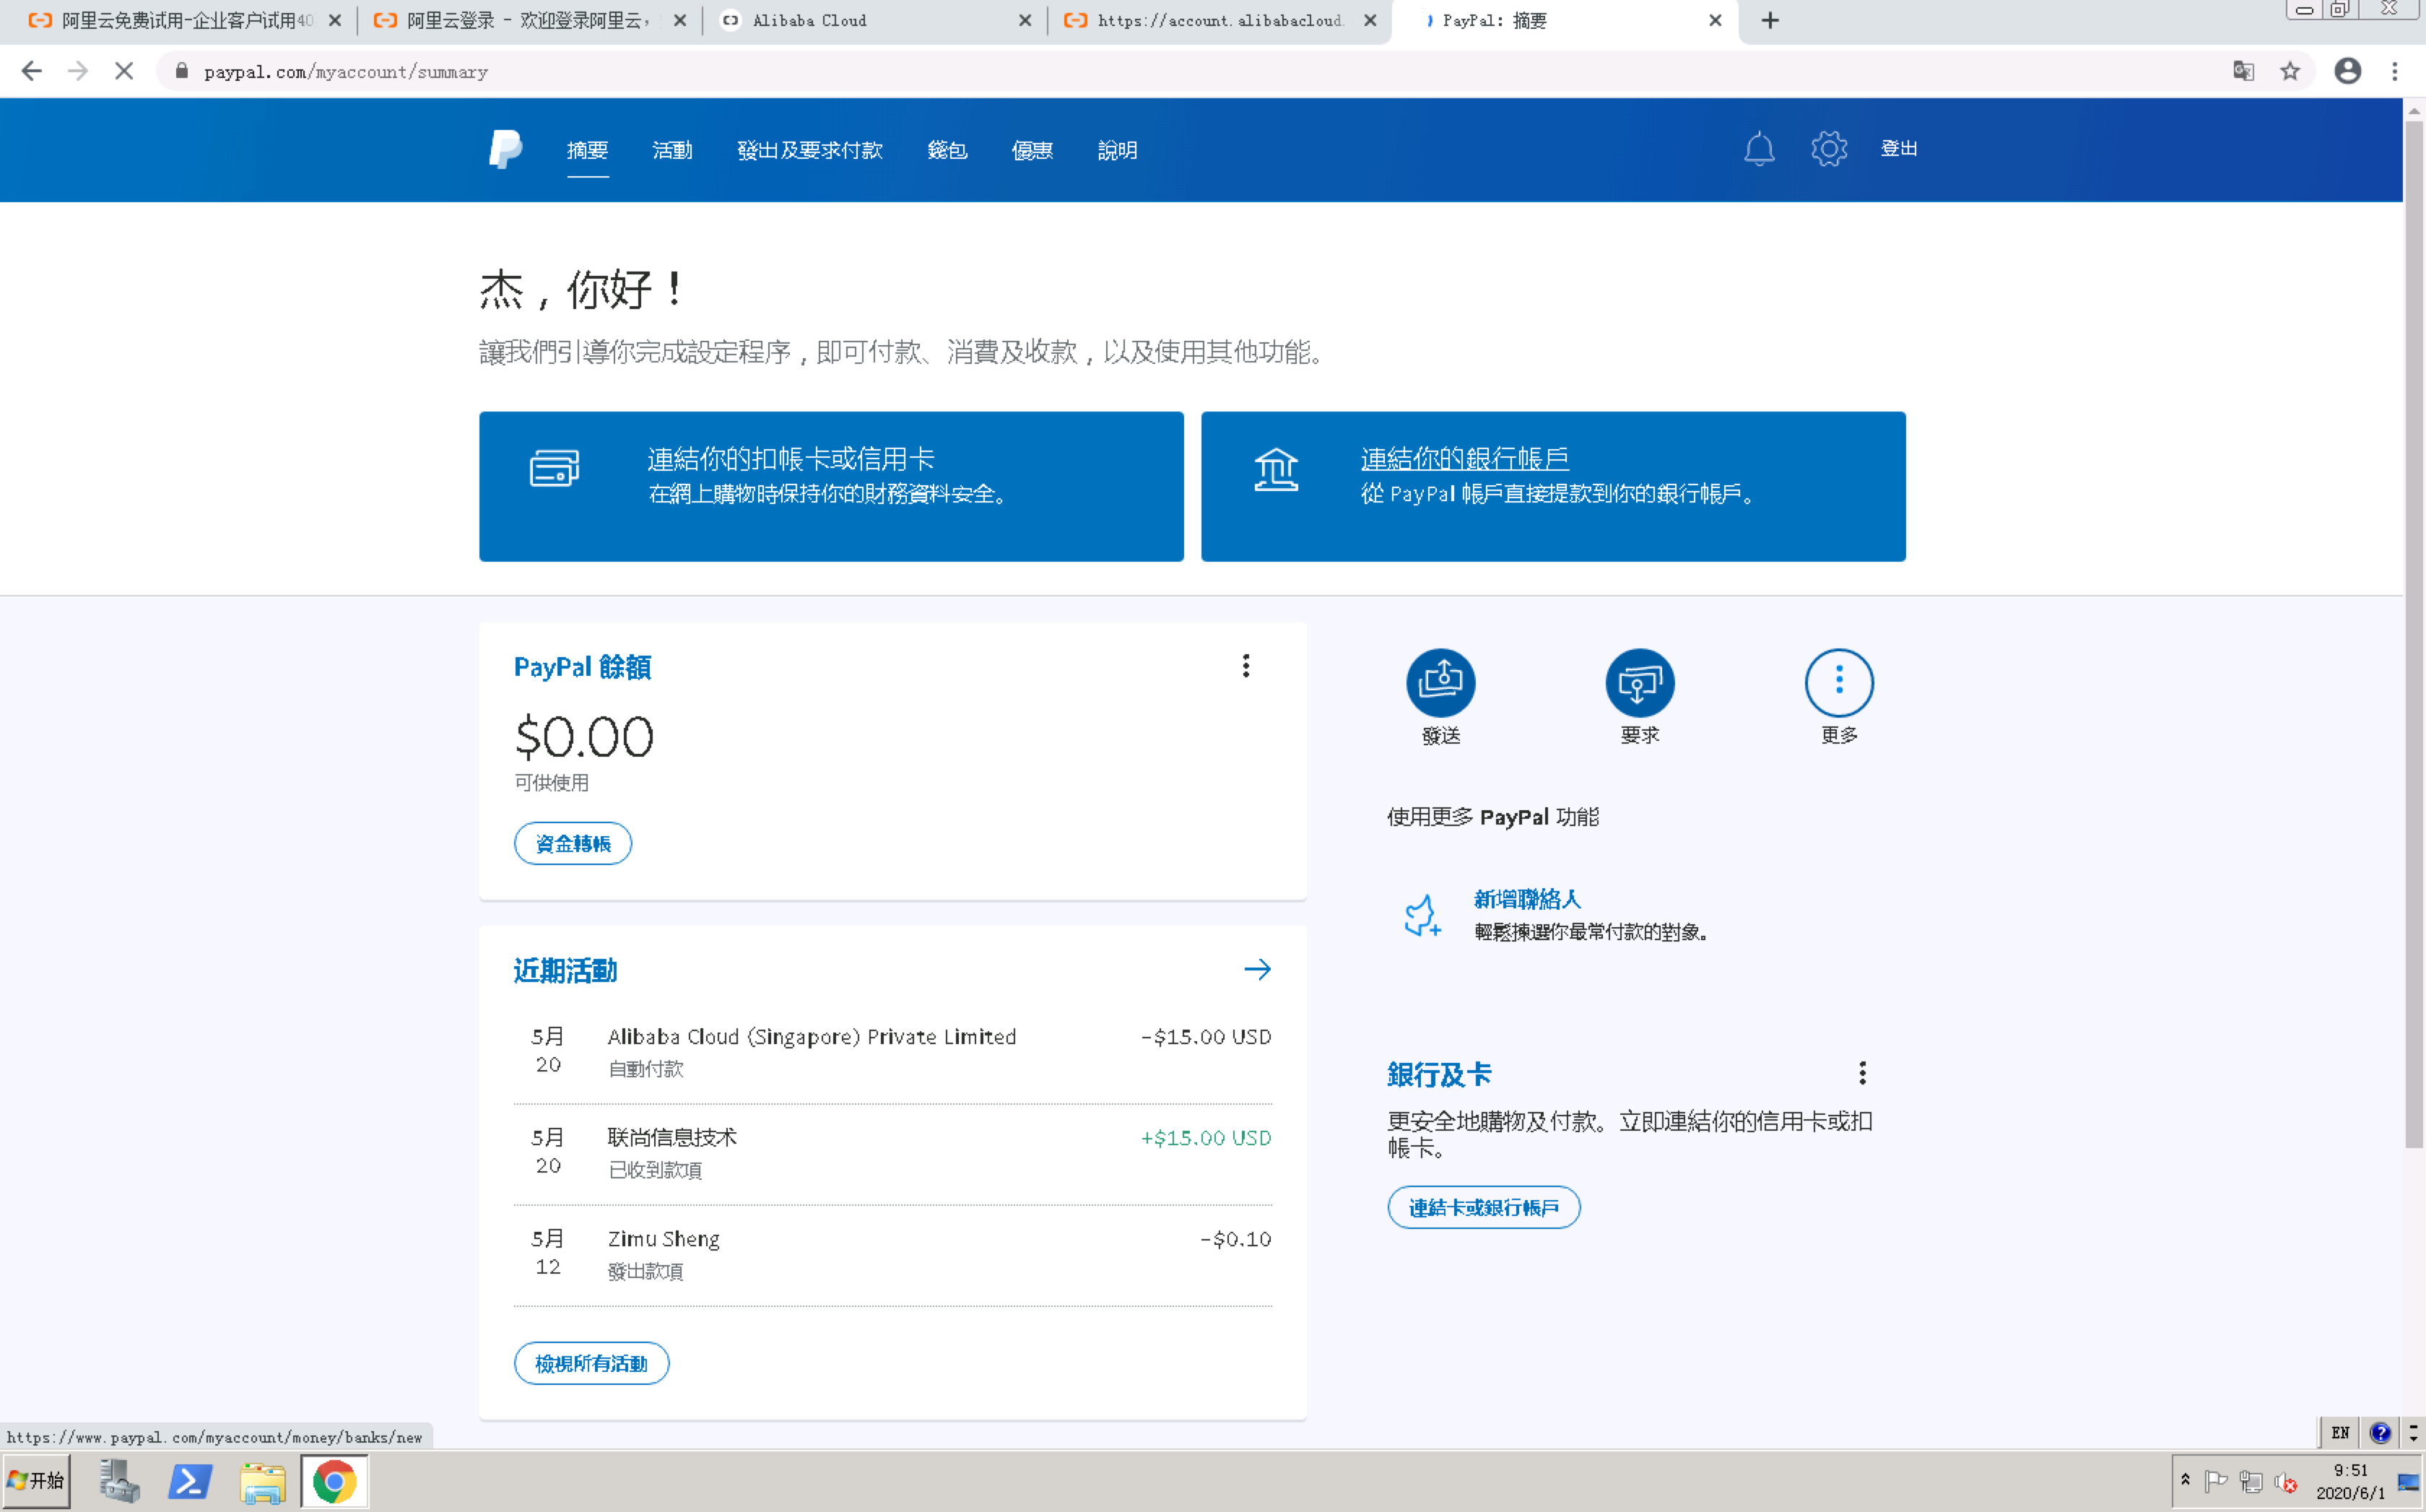 阿里云免费试用-企业客户试用40
阿里云登录 - 欢迎登录阿里云，
Alibaba Cloud
https://account.alibabacloud.
PayPal: 摘要
paypal.com/myaccount/summary
摘要
活動
發出及要求付款
錢包
優惠
說明
登出
杰，你好！
讓我們引導你完成設定程序，即可付款、消費及收款，以及使用其他功能。
連結你的扣帳卡或信用卡
在網上購物時保持你的財務資料安全。
連結你的銀行帳戶
從 PayPal 帳戶直接提款到你的銀行帳戶。
PayPal 餘額
$0.00
可供使用
資金轉帳
發送
要求
更多
使用更多 PayPal 功能
新增聯絡人
輕鬆揀選你最常付款的對象。
近期活動
5月 20
Alibaba Cloud (Singapore) Private Limited
-$15.00 USD
自動付款
5月 20
联尚信息技术
+$15.00 USD
已收到款項
5月 12
Zimu Sheng
-$0.10
發出款項
檢視所有活動
銀行及卡
更安全地購物及付款。立即連結你的信用卡或扣
帳卡。
連結卡或銀行帳戶
https://www.paypal.com/myaccount/money/banks/new
EN
开始
9:51
2020/6/1